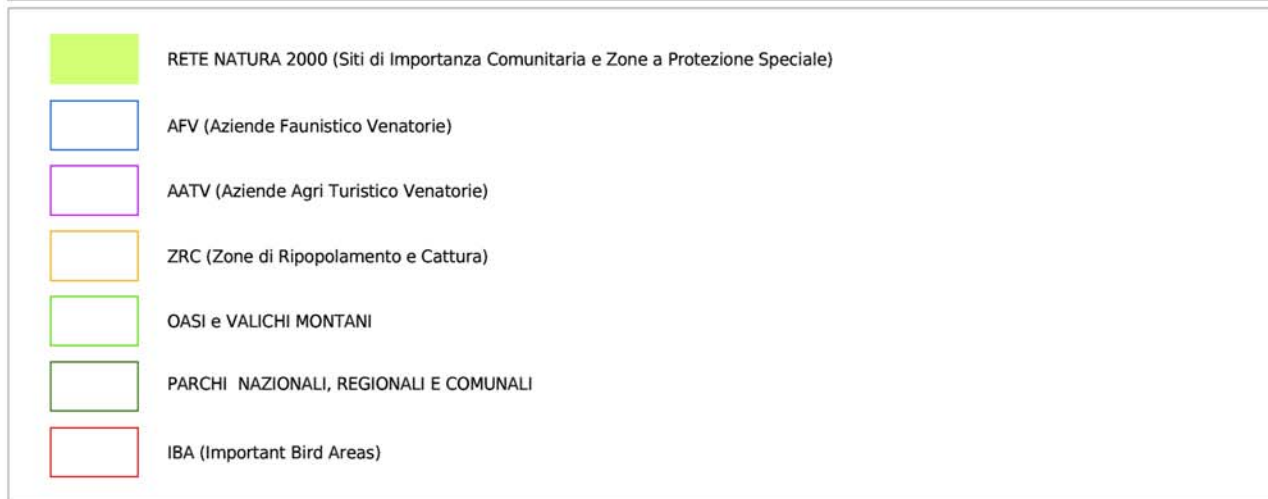 RETE NATURA 2000 (Siti di Importanza Comunitaria e Zone a Protezione Speciale)
AFV (Aziende Faunistico Venatorie)
AATV (Aziende Agri Turistico Venatorie)
ZRC (Zone di Ripopolamento e Cattura)
OASI e VALICHI MONTANI
PARCHI  NAZIONALI, REGIONALI E COMUNALI
IBA (Important Bird Areas)